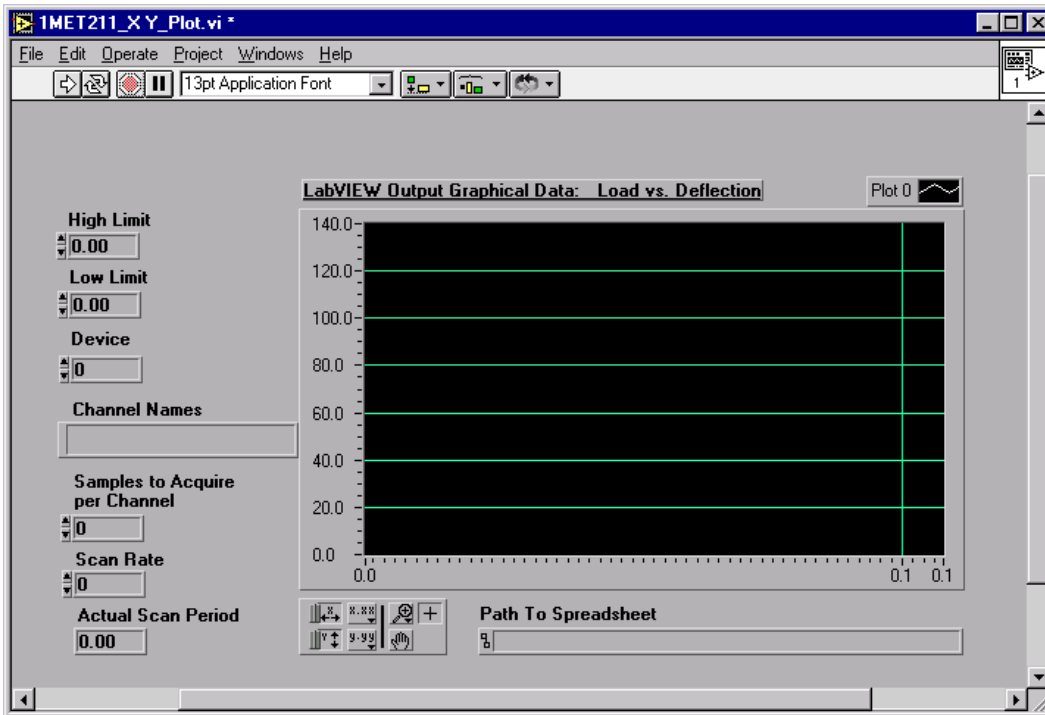 1MET211_X Y_Plot.vi *
File Edit Operate Project Windows Help
13pt Application Font
1
LabVIEW Output Graphical Data: Load vs. Deflection
Plot 0
High Limit
0.00
Low Limit
0.00
Device
0
Channel Names
Samples to Acquire
per Channel
0
Scan Rate
0
Actual Scan Period
0.00
140.0
120.0
100.0
80.0
60.0
40.0
20.0
0.0
0.0 0.1 0.1
X x.xx
Y y.yy
Path To Spreadsheet